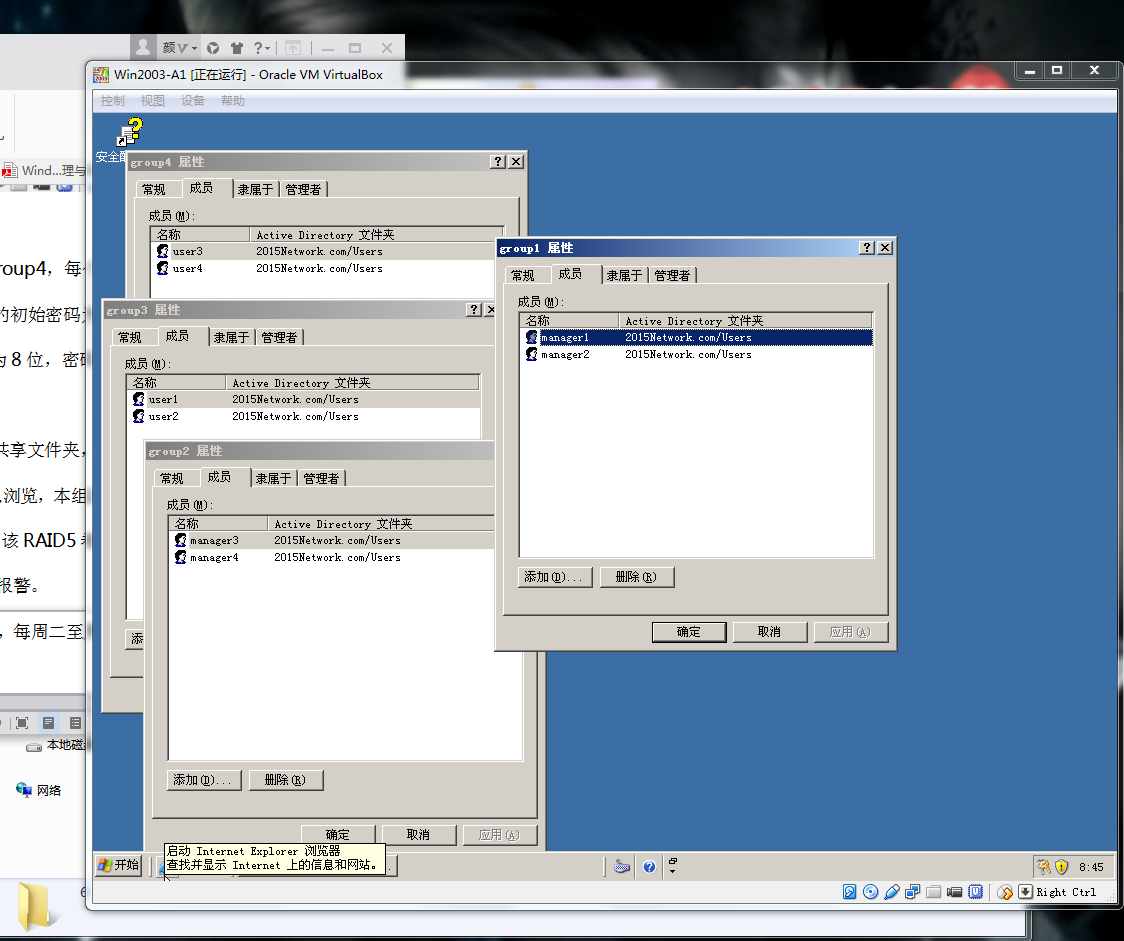 颜V
Win2003-A1 [正在运行] - Oracle VM VirtualBox
控制 视图 设备 帮助
Wind...理与
安全
group4 属性
常规 成员 隶属于 管理者
成员(M):
名称 Active Directory 文件夹
user3 2015Network.com/Users
user4 2015Network.com/Users
group1 属性
常规 成员 隶属于 管理者
成员(M):
名称 Active Directory 文件夹
manager1 2015Network.com/Users
manager2 2015Network.com/Users
添加(D)... 删除(R)
确定 取消 应用(A)
group3 属性
常规 成员 隶属于 管理者
成员(M):
名称 Active Directory 文件夹
user1 2015Network.com/Users
user2 2015Network.com/Users
添
group2 属性
常规 成员 隶属于 管理者
成员(M):
名称 Active Directory 文件夹
manager3 2015Network.com/Users
manager4 2015Network.com/Users
添加(D)... 删除(R)
确定 取消 应用(A)
roup4，每
的初始密码
为 8 位，密码
共享文件夹，
浏览，本组
该 RAID5
报警。
，每周二至
本地磁
网络
启动 Internet Explorer 浏览器
查找并显示 Internet 上的信息和网站。
开始
8:45
Right Ctrl